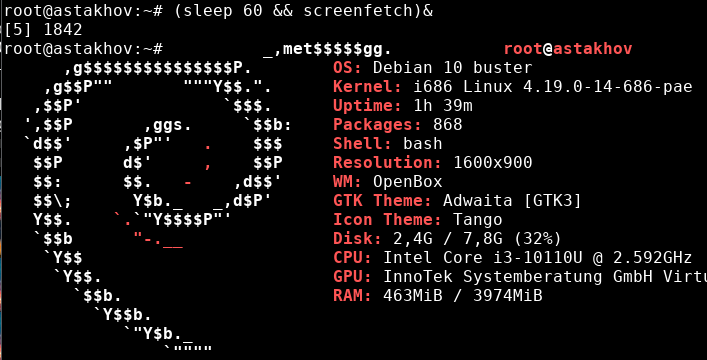 root@astakhov:~# (sleep 60 && screenfetch)&
[5] 1842
root@astakhov:~#          _,met$$$$$gg.           root@astakhov
      ,g$$$$$$$$$$$$$$$P.        OS: Debian 10 buster
    ,g$$P""       """Y$$.".      Kernel: i686 Linux 4.19.0-14-686-pae
   ,$$P'              `$$$.      Uptime: 1h 39m
  ',$$P       ,ggs.     `$$b:    Packages: 868
  `d$$'     ,$P"'   .    $$$     Shell: bash
   $$P      d$'     ,    $$P     Resolution: 1600x900
   $$:      $$.   -    ,d$$'     WM: OpenBox
   $$\;      Y$b._   _,d$P'      GTK Theme: Adwaita [GTK3]
   Y$$.    `.`"Y$$$$P"'          Icon Theme: Tango
   `$$b      "-.__               Disk: 2,4G / 7,8G (32%)
    `Y$$                         CPU: Intel Core i3-10110U @ 2.592GHz
     `Y$$.                       GPU: InnoTek Systemberatung GmbH Virtu
       `$$b.                     RAM: 463MiB / 3974MiB
         `Y$$b.
            `"Y$b._
                `""""